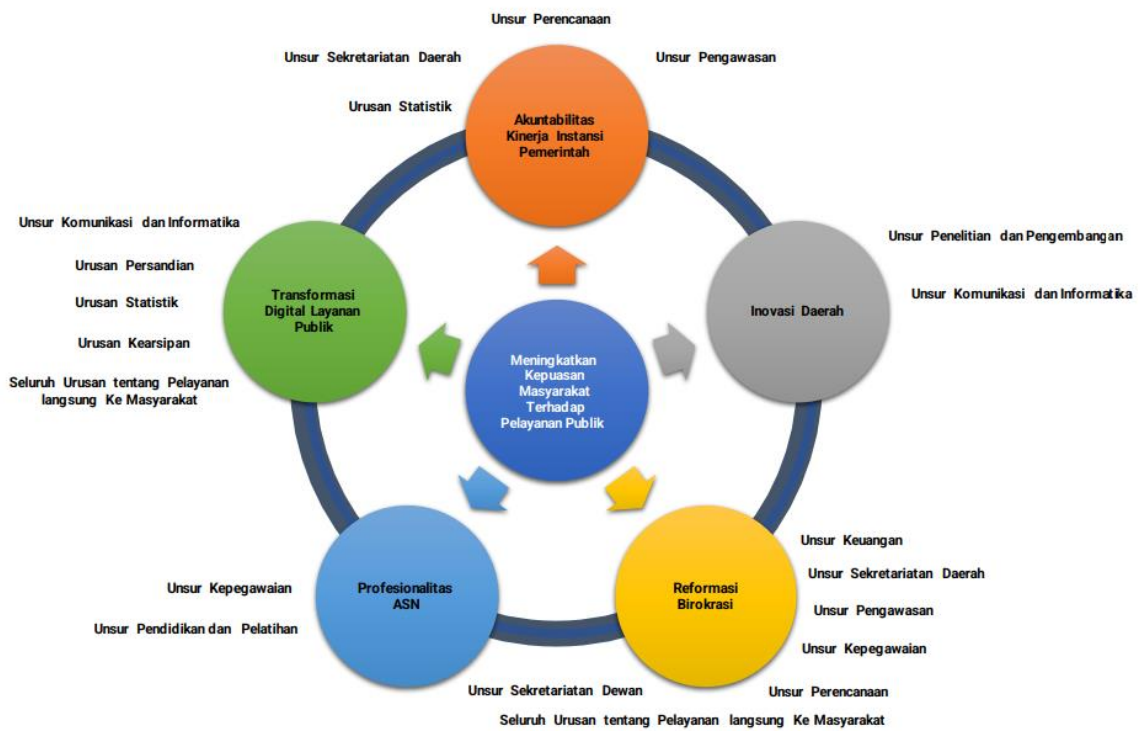 Unsur Perencanaan
Unsur Sekretariatan Daerah
Unsur Pengawasan
Urusan Statistik
Akuntabilitas
Kinerja Instansi
Pemerintah
Unsur Komunikasi dan Informatika
Urusan Persandian
Urusan Statistik
Urusan Kearsipan
Seluruh Urusan tentang Pelayanan
langsung Ke Masyarakat
Transformasi
Digital Layanan
Publik
Meningkatkan
Kepuasan
Masyarakat
Terhadap
Pelayanan Publik
Inovasi Daerah
Unsur Penelitian dan Pengembangan
Unsur Komunikasi dan Informatika
Unsur Kepegawaian
Unsur Pendidikan dan Pelatihan
Profesionalitas
ASN
Reformasi
Birokrasi
Unsur Keuangan
Unsur Sekretariatan Daerah
Unsur Pengawasan
Unsur Kepegawaian
Unsur Sekretariatan Dewan
Unsur Perencanaan
Seluruh Urusan tentang Pelayanan langsung Ke Masyarakat